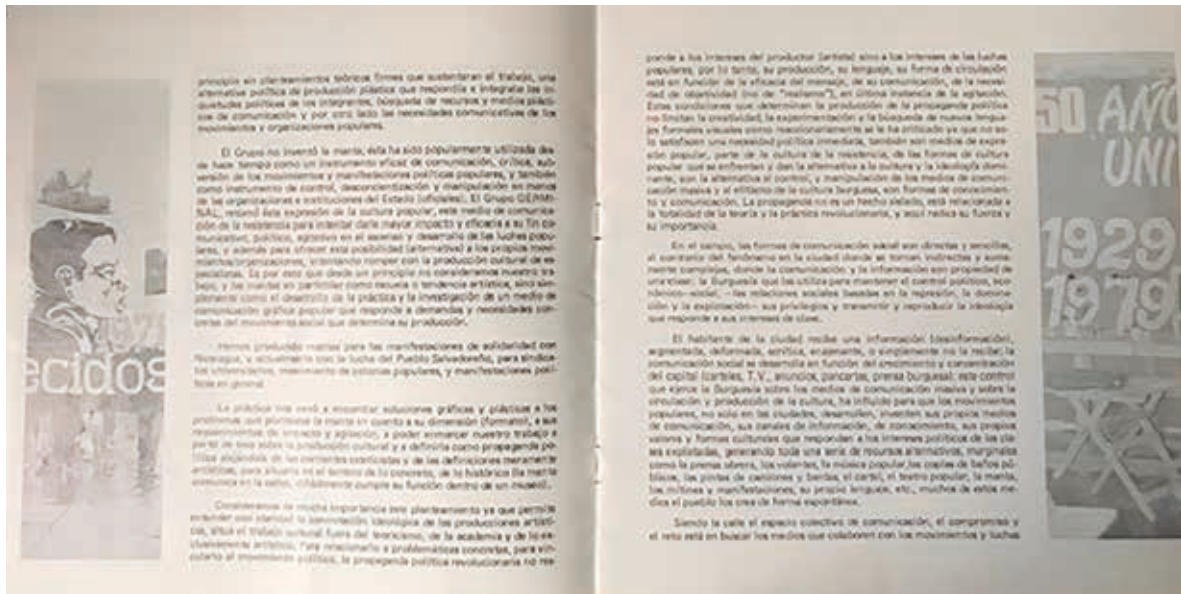 ecidos
principio sin planteamientos teóricos firmes que sustentaran el trabajo, una
alternativa política de producción plástica que respondía e integraba las in-
quietudes políticas de los integrantes, búsqueda de recursos y medios prácti-
cos de comunicación y por otro lado las necesidades comunicativas de los
movimientos y organizaciones populares.
El Grupo no inventó la manta, ésta ha sido popularmente utilizada des-
de hace tiempo como un instrumento eficaz de comunicación, crítica, sub-
versión de los movimientos y manifestaciones políticas populares, y también
como instrumento de control, desconcientización y manipulación en manos
de las organizaciones e instituciones del Estado (oficiales). El Grupo GERMI-
NAL, retomó ésta expresión de la cultura popular, este medio de comunica-
ción de la resistencia para intentar darle mayor impacto y eficacia a su fin co-
municativo, político, agitativo en el ascenso y desarrollo de las luchas popu-
lares, y además para ofrecer esta posibilidad (alternativa) a los propios movi-
mientos/organizaciones, intentando romper con la producción cultural de es-
pecialistas. Es por esto que desde un principio no consideramos nuestro tra-
bajo, y las mantas en particular como escuela o tendencia artística, sino sim-
plemente como el desarrollo de la práctica y la investigación de un medio de
comunicación gráfica popular que responde a demandas y necesidades con-
cretas del movimiento social que determina su producción.
Hemos producido mantas para las manifestaciones de solidaridad con
Nicaragua, y actualmente con la lucha del Pueblo Salvadoreño, para sindica-
tos universitarios, movimiento de colonias populares, y manifestaciones polí-
ticas en general.
La práctica nos llevó a encontrar soluciones gráficas y plásticas a los
problemas que planteaba la manta en cuanto a su dimensión (formato), a sus
requerimientos de impacto y agitación, a poder enmarcar nuestro trabajo a
partir de ésto sobre la producción cultural y a definirla como propaganda po-
lítica alejándola de las corrientes y de las definiciones meramente
artísticas, para situarla en el terreno de lo concreto, de lo histórico (la manta
comunica en la calle, difícilmente cumple su función dentro de un museo).
Consideramos de mucha importancia este planteamiento ya que permite
entender con claridad la connotación ideológica de las producciones artísti-
cas, sitúa el trabajo cultural fuera del teoricismo, de la academia y de lo ex-
clusivamente artístico. Para relacionarlo a problemáticas concretas, para vin-
cularlo al movimiento político, la propaganda política revolucionaria no res-
ponde a los intereses del productor (artista) sino a los intereses de las luchas
populares, por lo tanto, su producción, su lenguaje, su forma de circulación
está en función de la eficacia del mensaje, de su comunicación, de la necesi-
dad de objetividad (no de "realismo"), en última instancia de la agitación.
Estas condiciones que determinan la producción de la propaganda política
no limitan la creatividad, la experimentación y la búsqueda de nuevos lengua-
jes formales visuales como reaccionariamente se le ha criticado ya que no so-
lo satisfacen una necesidad política inmediata, también son medios de expre-
sión popular, parte de la cultura de la resistencia, de las formas de cultura
popular que se enfrentan y dan la alternativa a la cultura y la ideología domi-
nante, son la alternativa al control, y manipulación de los medios de comuni-
cación masiva y al elitismo de la cultura burguesa, son formas de conocimien-
to y comunicación. La propaganda no es un hecho aislado, está relacionada a
la totalidad de la teoría y la práctica revolucionaria, y aquí radica su fuerza y
su importancia.
En el campo, las formas de comunicación social son directas y sencillas,
al contrario del fenómeno en la ciudad donde se tornan indirectas y suma-
mente complejas, donde la comunicación y la información son propiedad de
una clase: la Burguesía que las utiliza para mantener el control político, eco-
nómico-social, —las relaciones sociales basadas en la represión, la domina-
ción y la explotación— sus privilegios y transmitir y reproducir la ideología
que responde a sus intereses de clase.
El habitante de la ciudad recibe una información (desinformación),
segmentada, deformada, acrítica, enajenante, o simplemente no la recibe; la
comunicación social se desarrolla en función del crecimiento y concentración
del capital (carteles, T.V., anuncios, pancartas, prensa burguesa); este control
que ejerce la Burguesía sobre los medios de comunicación masiva y sobre la
circulación y producción de la cultura, ha influido para que los movimientos
populares, no solo en las ciudades, desarrollen, inventen sus propios medios
de comunicación, sus canales de información, de conocimiento, sus propios
valores y formas culturales que respondan a los intereses políticos de las cla-
ses explotadas, generando toda una serie de recursos alternativos, marginales
como la prensa obrera, los volantes, la música popular, las coplas de baños pú-
blicos, las pintas de camiones y bardas, el cartel, el teatro popular, la manta,
los mítines y manifestaciones, su propio lenguaje, etc., muchos de estos me-
dios el pueblo los crea de forma espontánea.
Siendo la calle el espacio colectivo de comunicación, el compromiso y
el reto está en buscar los medios que colaboren con los movimientos y luchas
50 AÑO
UNI
1929
1979